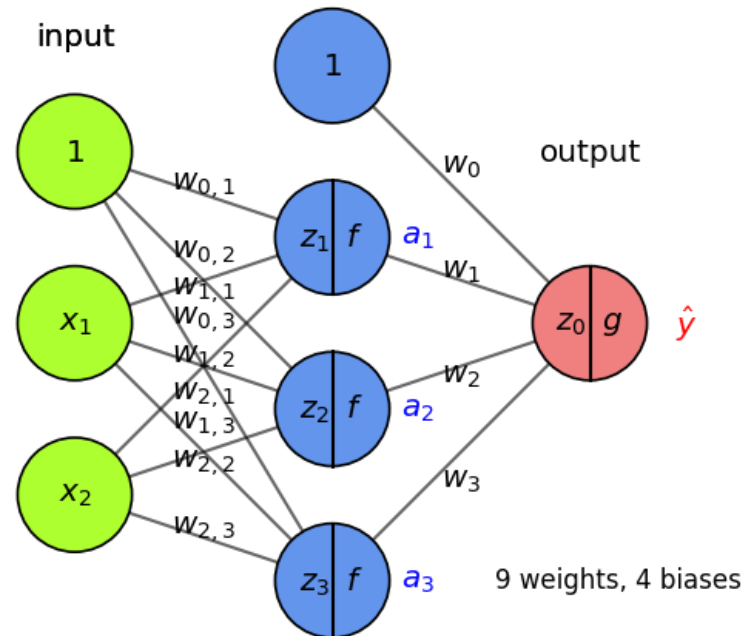 input
1
1
w₀
output
w₀,₁
z₁ f
a₁
w₀,₂
w₁,₁
w₁
w₀,₃
x₁
z₀ g
ŷ
w₁,₂
w₂
w₂,₁
z₂ f
a₂
w₁,₃
w₂,₂
w₃
x₂
w₂,₃
z₃ f
a₃
9 weights, 4 biases